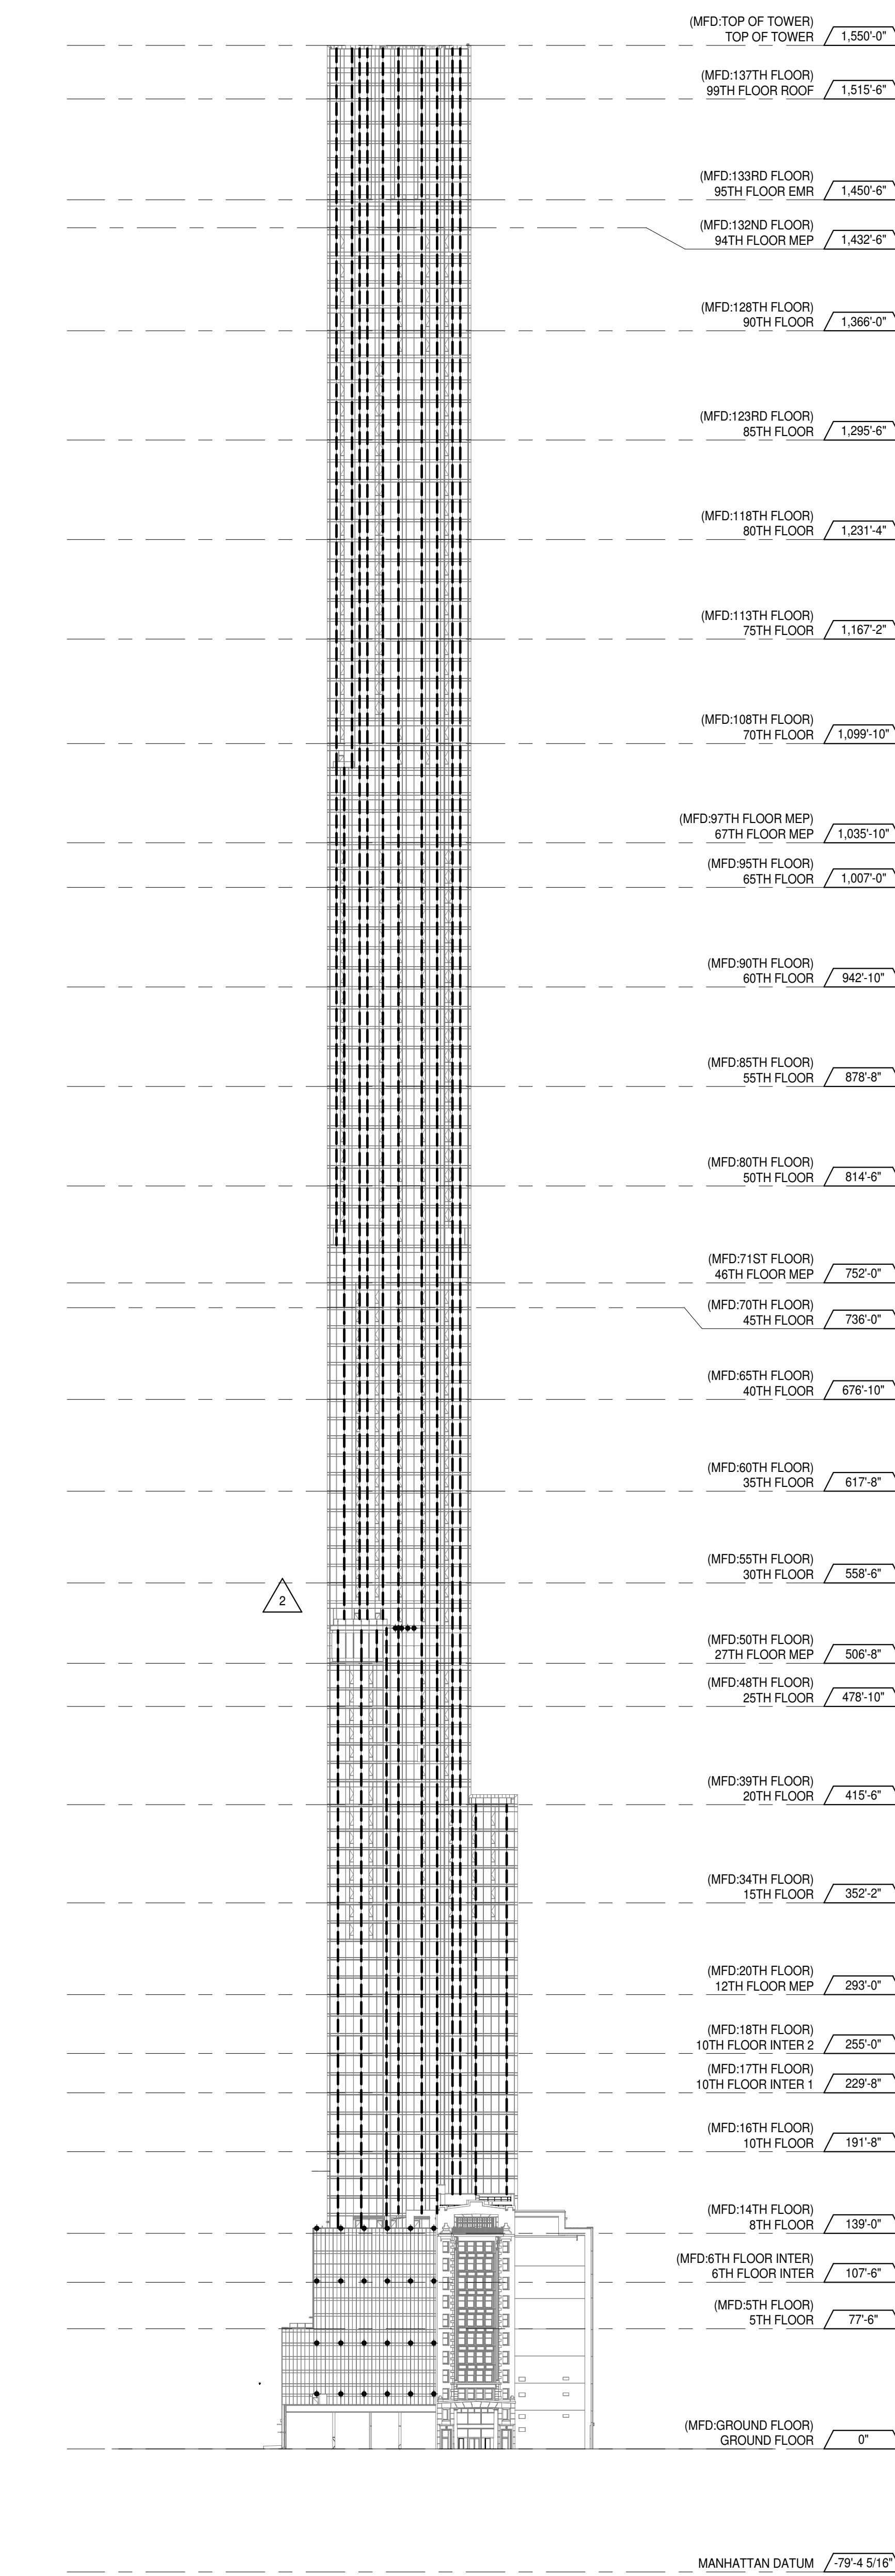 (MFD:TOP OF TOWER)
TOP OF TOWER 1,550'-0"
(MFD:137TH FLOOR)
99TH FLOOR ROOF 1,515'-6"
(MFD:133RD FLOOR)
95TH FLOOR EMR 1,450'-6"
(MFD:132ND FLOOR)
94TH FLOOR MEP 1,432'-6"
(MFD:128TH FLOOR)
90TH FLOOR 1,366'-0"
(MFD:123RD FLOOR)
85TH FLOOR 1,295'-6"
(MFD:118TH FLOOR)
80TH FLOOR 1,231'-4"
(MFD:113TH FLOOR)
75TH FLOOR 1,167'-2"
(MFD:108TH FLOOR)
70TH FLOOR 1,099'-10"
(MFD:97TH FLOOR MEP)
67TH FLOOR MEP 1,035'-10"
(MFD:95TH FLOOR)
65TH FLOOR 1,007'-0"
(MFD:90TH FLOOR)
60TH FLOOR 942'-10"
(MFD:85TH FLOOR)
55TH FLOOR 878'-8"
(MFD:80TH FLOOR)
50TH FLOOR 814'-6"
(MFD:71ST FLOOR)
46TH FLOOR MEP 752'-0"
(MFD:70TH FLOOR)
45TH FLOOR 736'-0"
(MFD:65TH FLOOR)
40TH FLOOR 676'-10"
(MFD:60TH FLOOR)
35TH FLOOR 617'-8"
(MFD:55TH FLOOR)
30TH FLOOR 558'-6"
2
(MFD:50TH FLOOR)
27TH FLOOR MEP 506'-8"
(MFD:48TH FLOOR)
25TH FLOOR 478'-10"
(MFD:39TH FLOOR)
20TH FLOOR 415'-6"
(MFD:34TH FLOOR)
15TH FLOOR 352'-2"
(MFD:20TH FLOOR)
12TH FLOOR MEP 293'-0"
(MFD:18TH FLOOR)
10TH FLOOR INTER 2 255'-0"
(MFD:17TH FLOOR)
10TH FLOOR INTER 1 229'-8"
(MFD:16TH FLOOR)
10TH FLOOR 191'-8"
(MFD:14TH FLOOR)
8TH FLOOR 139'-0"
(MFD:6TH FLOOR INTER)
6TH FLOOR INTER 107'-6"
(MFD:5TH FLOOR)
5TH FLOOR 77'-6"
(MFD:GROUND FLOOR)
GROUND FLOOR 0"
MANHATTAN DATUM -79'-4 5/16"